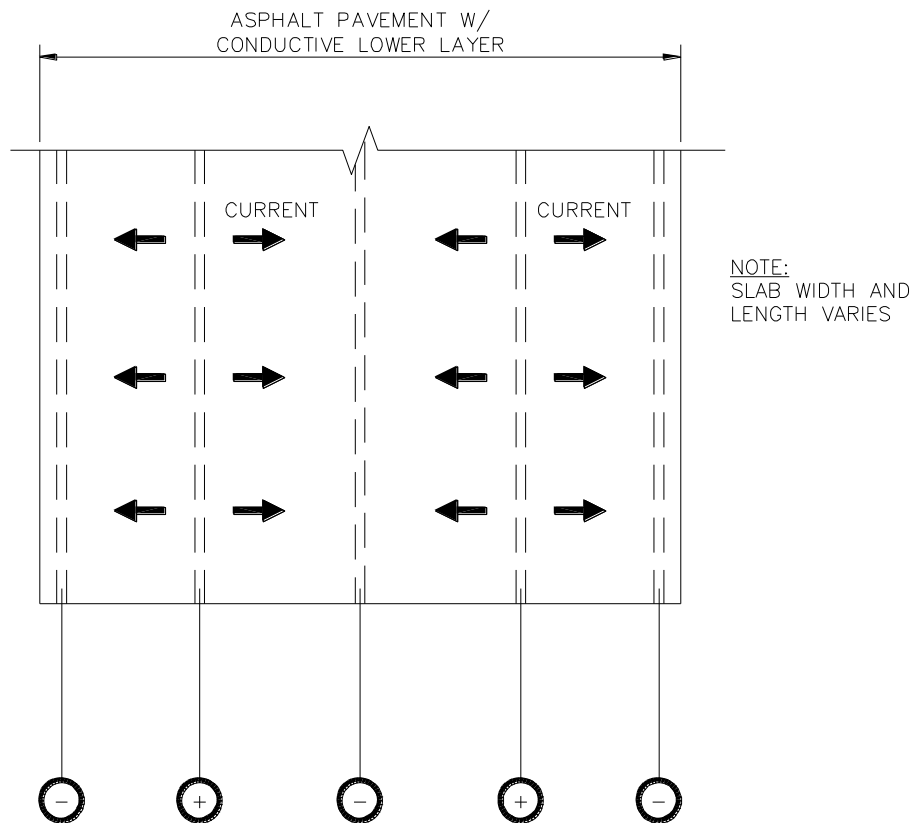 ASPHALT PAVEMENT W/
CONDUCTIVE LOWER LAYER
CURRENT
CURRENT
NOTE:
SLAB WIDTH AND
LENGTH VARIES
- + - + -